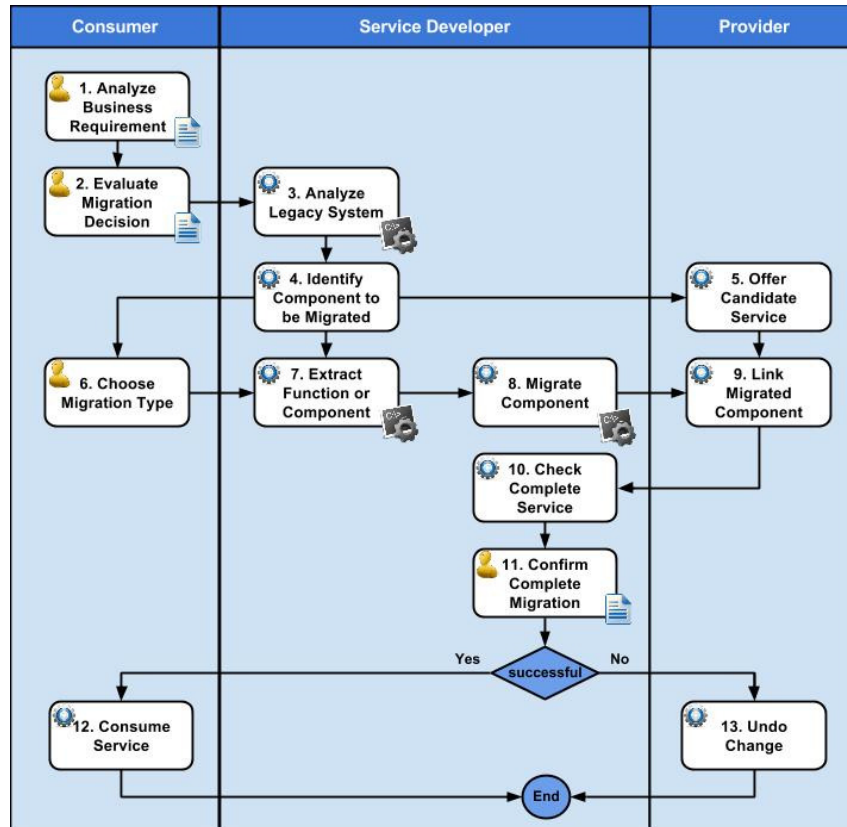 Consumer
Service Developer
Provider
1. Analyze
Business
Requirement
2. Evaluate
Migration
Decision
3. Analyze
Legacy System
4. Identify
Component to
be Migrated
5. Offer
Candidate
Service
6. Choose
Migration Type
7. Extract
Function or
Component
8. Migrate
Component
9. Link
Migrated
Component
10. Check
Complete
Service
11. Confirm
Complete
Migration
Yes
successful
No
12. Consume
Service
13. Undo
Change
End